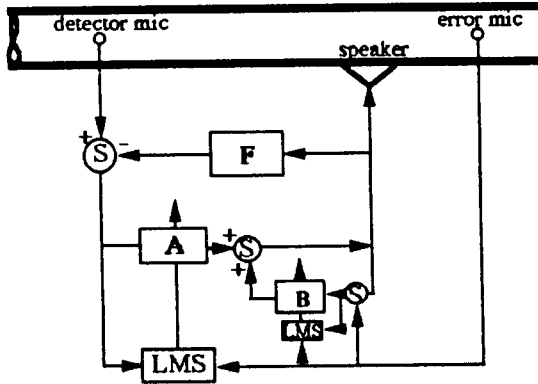 detector mic
error mic
speaker
+
S
-
F
A
+
S
+
B
S
LMS
LMS